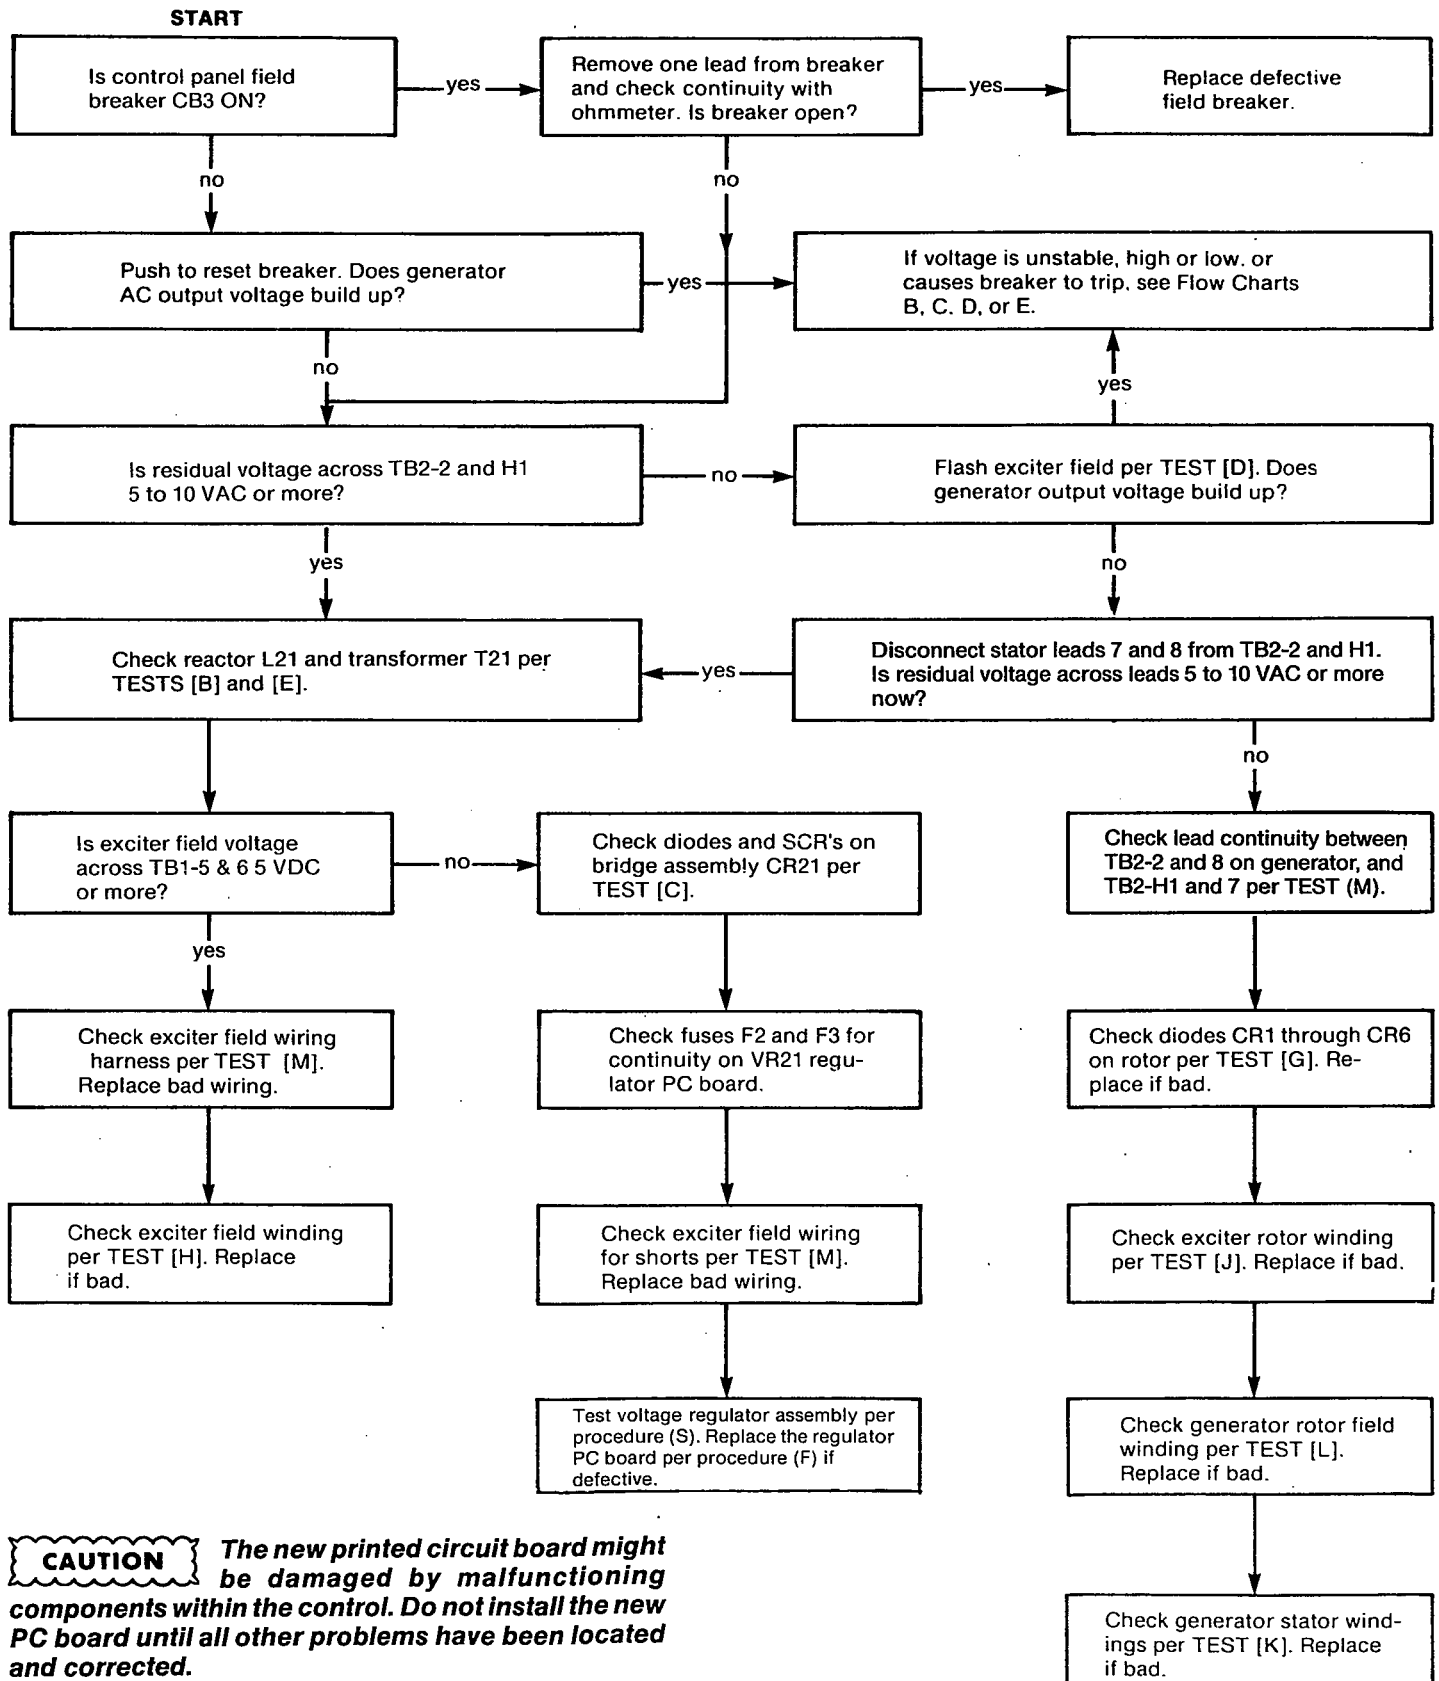 START
Is control panel field
breaker CB3 ON?
yes
Remove one lead from breaker
and check continuity with
ohmmeter. Is breaker open?
yes
Replace defective
field breaker.
no
no
Push to reset breaker. Does generator
AC output voltage build up?
yes
If voltage is unstable, high or low. or
causes breaker to trip, see Flow Charts
B, C. D, or E.
no
yes
Is residual voltage across TB2-2 and H1
5 to 10 VAC or more?
no
Flash exciter field per TEST [D]. Does
generator output voltage build up?
yes
no
Check reactor L21 and transformer T21 per
TESTS [B] and [E].
yes
Disconnect stator leads 7 and 8 from TB2-2 and H1.
Is residual voltage across leads 5 to 10 VAC or more
now?
no
Is exciter field voltage
across TB1-5 & 6 5 VDC
or more?
no
Check diodes and SCR's on
bridge assembly CR21 per
TEST [C].
Check lead continuity between
TB2-2 and 8 on generator, and
TB2-H1 and 7 per TEST (M).
yes
Check exciter field wiring
harness per TEST [M].
Replace bad wiring.
Check fuses F2 and F3 for
continuity on VR21 regu-
lator PC board.
Check diodes CR1 through CR6
on rotor per TEST [G]. Re-
place if bad.
Check exciter field winding
per TEST [H]. Replace
if bad.
Check exciter field wiring
for shorts per TEST [M].
Replace bad wiring.
Check exciter rotor winding
per TEST [J]. Replace if bad.
Test voltage regulator assembly per
procedure (S). Replace the regulator
PC board per procedure (F) if
defective.
Check generator rotor field
winding per TEST [L].
Replace if bad.
CAUTION The new printed circuit board might
be damaged by malfunctioning
components within the control. Do not install the new
PC board until all other problems have been located
and corrected.
Check generator stator wind-
ings per TEST [K]. Replace
if bad.